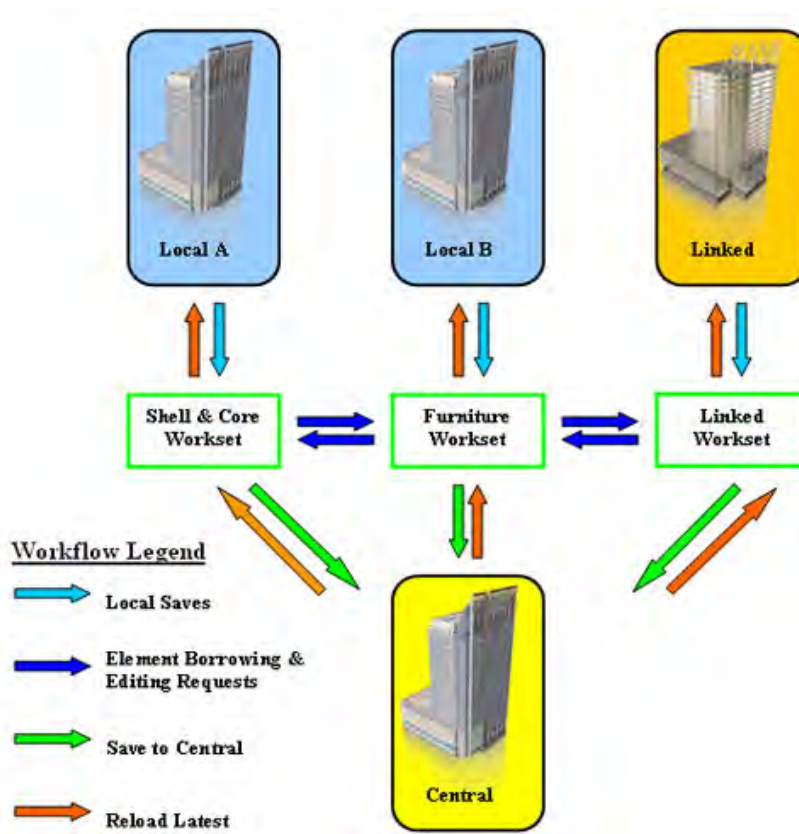 Local A
Local B
Linked
Shell & Core
Workset
Furniture
Workset
Linked
Workset
Workflow Legend
Local Saves
Element Borrowing &
Editing Requests
Save to Central
Reload Latest
Central